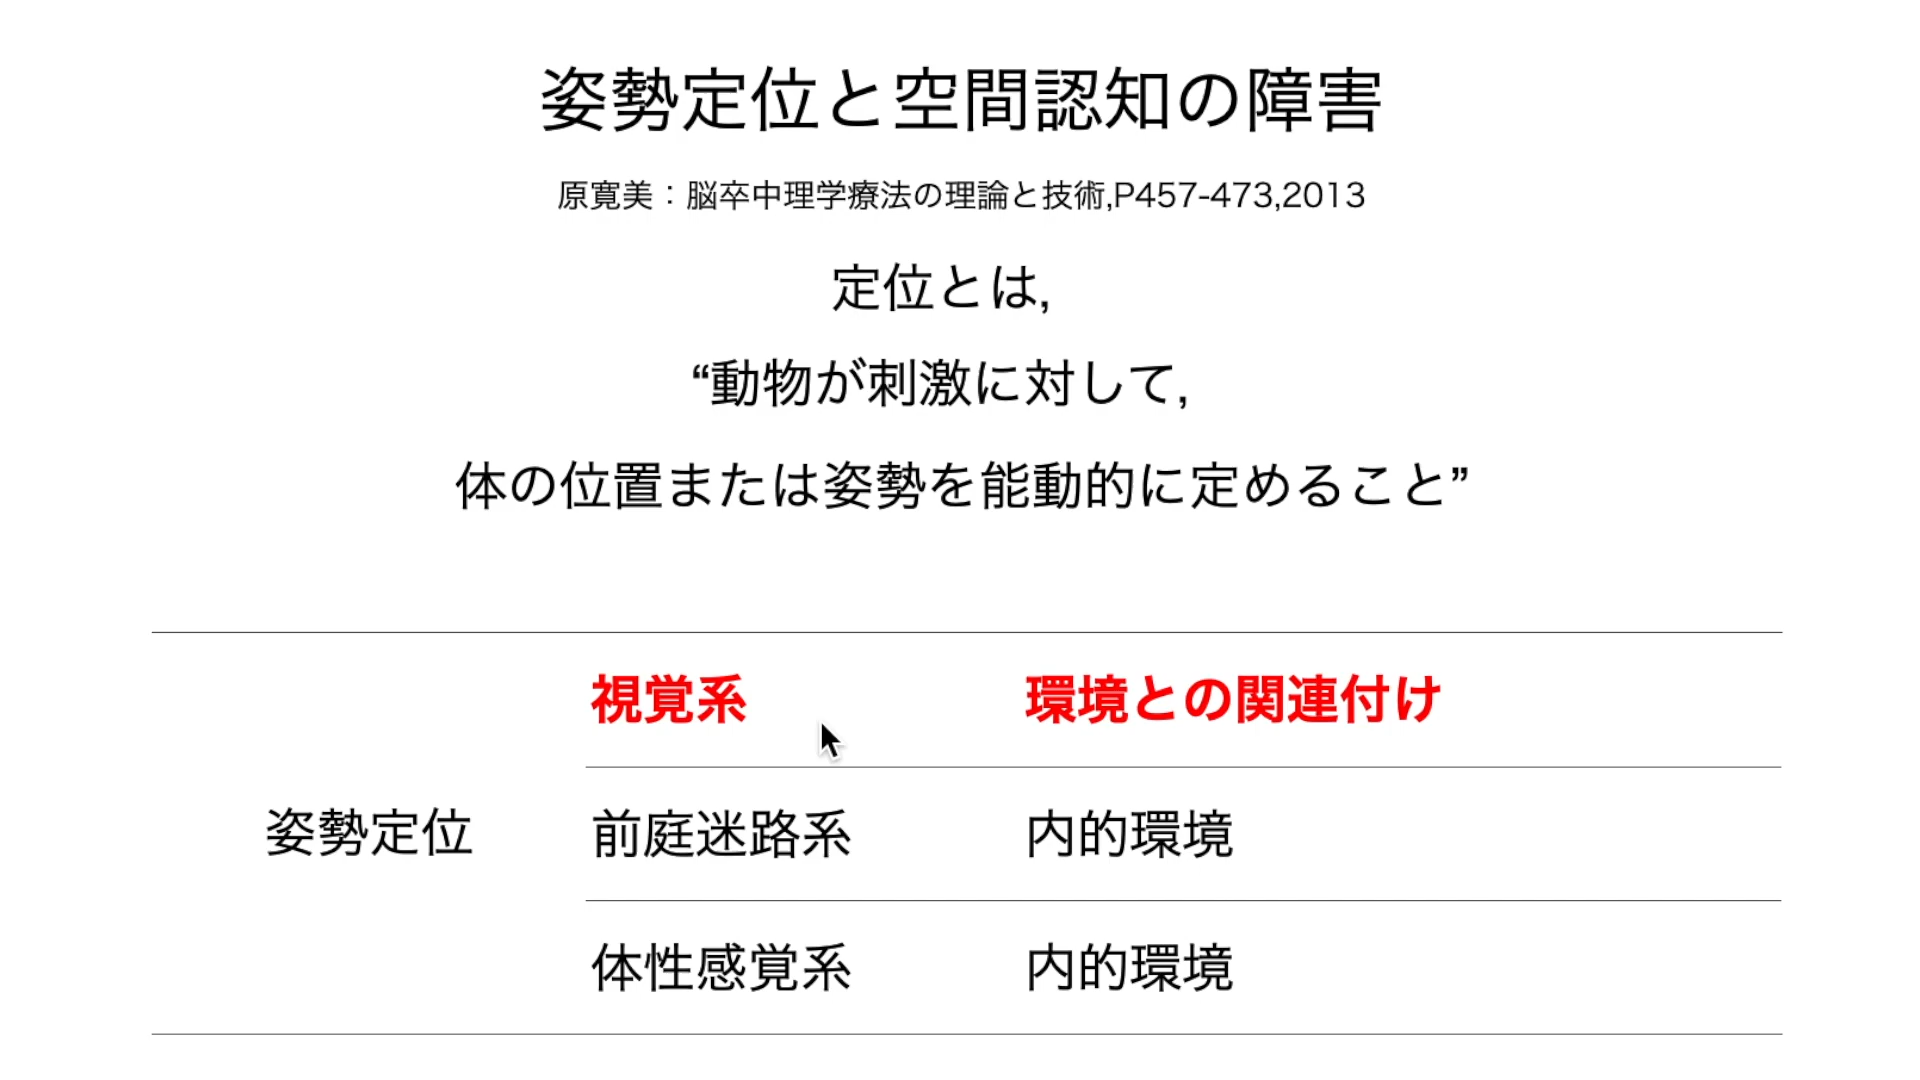 姿勢定位と空間認知の障害
原寛美：脳卒中理学療法の理論と技術,P457-473,2013
定位とは,
“動物が刺激に対して,
体の位置または姿勢を能動的に定めること”
視覚系 環境との関連付け
姿勢定位 前庭迷路系 内的環境
体性感覚系 内的環境